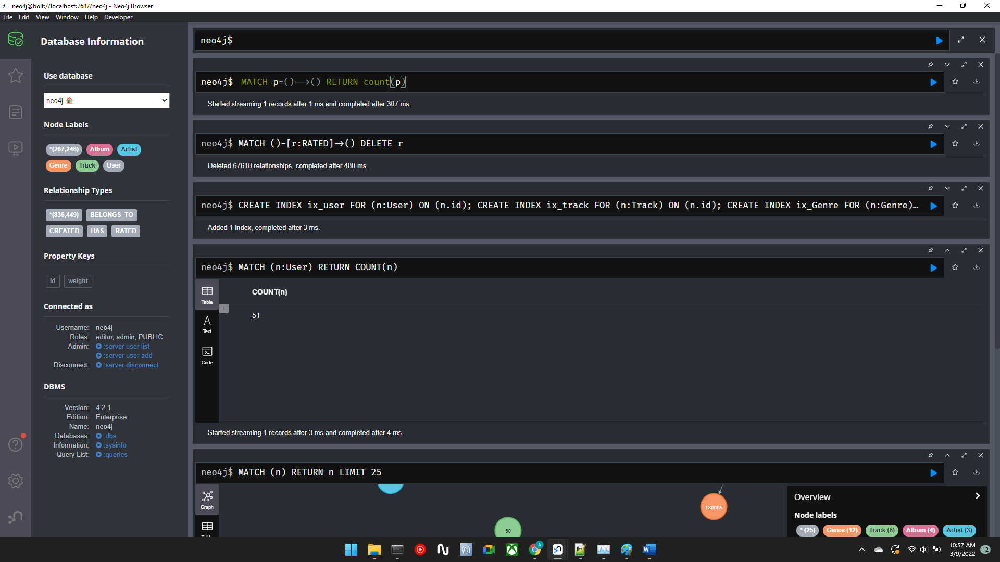 neo4j@bolt://localhost:7687/neo4j - Neo4j Browser
File Edit View Window Help Developer
Database Information
Use database
neo4j
Node Labels
*(267,246) Album Artist
Genre Track User
Relationship Types
*(836,449) BELONGS_TO
CREATED HAS RATED
Property Keys
id weight
Connected as
Username: neo4j
Roles: editor, admin, PUBLIC
Admin: :server user list
:server user add
Disconnect: :server disconnect
DBMS
Version: 4.2.1
Edition: Enterprise
Name: neo4j
Databases: :dbs
Information: :sysinfo
Query List: :queries
neo4j$
neo4j$ MATCH p=()-->() RETURN count(p)
Started streaming 1 records after 1 ms and completed after 307 ms.
neo4j$ MATCH ()-[r:RATED]->() DELETE r
Deleted 67618 relationships, completed after 480 ms.
neo4j$ CREATE INDEX ix_user FOR (n:User) ON (n.id); CREATE INDEX ix_track FOR (n:Track) ON (n.id); CREATE INDEX ix_Genre FOR (n:Genre)…
Added 1 index, completed after 3 ms.
neo4j$ MATCH (n:User) RETURN COUNT(n)
Table
Text
Code
COUNT(n)
1
51
Started streaming 1 records after 3 ms and completed after 4 ms.
neo4j$ MATCH (n) RETURN n LIMIT 25
Graph
Table
139095
50
Overview
Node labels
* (25) Genre (12) Track (6) Album (4) Artist (3)
A
10:57 AM
3/9/2022
12